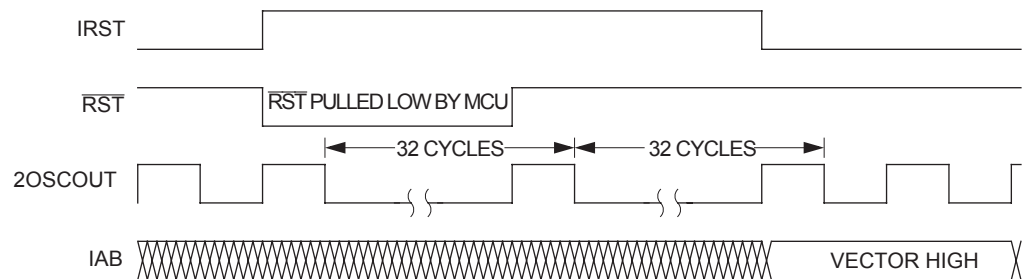 IRST
RST
RST PULLED LOW BY MCU
32 CYCLES
32 CYCLES
2OSCOUT
IAB
VECTOR HIGH